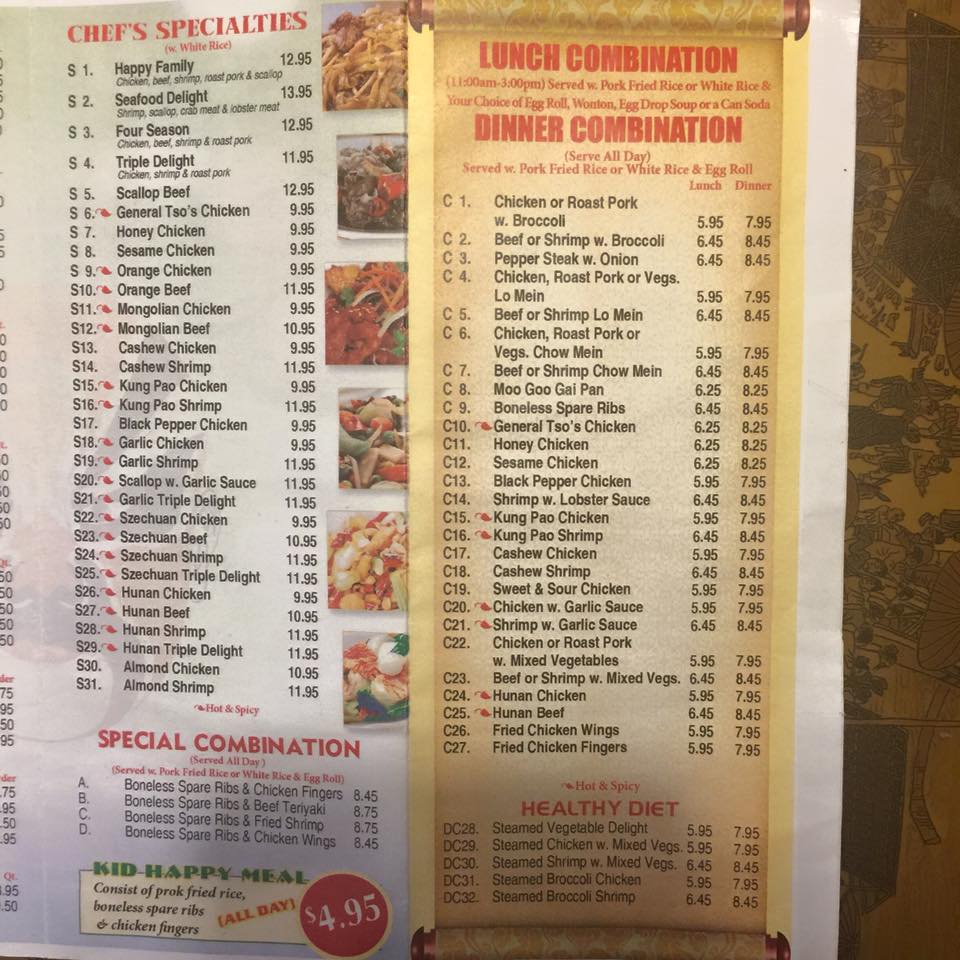 CHEF'S SPECIALTIES
(w. White Rice)
S 1. Happy Family 12.95
Chicken, beef, shrimp, roast pork & scallop
S 2. Seafood Delight 13.95
Shrimp, scallop, crab meat & lobster meat
S 3. Four Season 12.95
Chicken, beef, shrimp & roast pork
S 4. Triple Delight 11.95
Chicken, shrimp & roast pork
S 5. Scallop Beef 12.95
S 6. General Tso's Chicken 9.95
S 7. Honey Chicken 9.95
S 8. Sesame Chicken 9.95
S 9. Orange Chicken 9.95
S10. Orange Beef 11.95
S11. Mongolian Chicken 9.95
S12. Mongolian Beef 10.95
S13. Cashew Chicken 9.95
S14. Cashew Shrimp 11.95
S15. Kung Pao Chicken 9.95
S16. Kung Pao Shrimp 11.95
S17. Black Pepper Chicken 9.95
S18. Garlic Chicken 9.95
S19. Garlic Shrimp 11.95
S20. Scallop w. Garlic Sauce 11.95
S21. Garlic Triple Delight 11.95
S22. Szechuan Chicken 9.95
S23. Szechuan Beef 10.95
S24. Szechuan Shrimp 11.95
S25. Szechuan Triple Delight 11.95
S26. Hunan Chicken 9.95
S27. Hunan Beef 10.95
S28. Hunan Shrimp 11.95
S29. Hunan Triple Delight 11.95
S30. Almond Chicken 10.95
S31. Almond Shrimp 11.95
Hot & Spicy
SPECIAL COMBINATION
(Served All Day)
(Served w. Pork Fried Rice or White Rice & Egg Roll)
A. Boneless Spare Ribs & Chicken Fingers 8.45
B. Boneless Spare Ribs & Beef Teriyaki 8.75
C. Boneless Spare Ribs & Fried Shrimp 8.75
D. Boneless Spare Ribs & Chicken Wings 8.45
KID HAPPY MEAL
Consist of prok fried rice,
boneless spare ribs
& chicken fingers
(ALL DAY)
$4.95
LUNCH COMBINATION
(11:00am-3:00pm) Served w. Pork Fried Rice or White Rice &
Your Choice of Egg Roll, Wonton, Egg Drop Soup or a Can Soda
DINNER COMBINATION
(Serve All Day)
Served w. Pork Fried Rice or White Rice & Egg Roll
Lunch Dinner
C 1. Chicken or Roast Pork
w. Broccoli 5.95 7.95
C 2. Beef or Shrimp w. Broccoli 6.45 8.45
C 3. Pepper Steak w. Onion 6.45 8.45
C 4. Chicken, Roast Pork or Vegs.
Lo Mein 5.95 7.95
C 5. Beef or Shrimp Lo Mein 6.45 8.45
C 6. Chicken, Roast Pork or
Vegs. Chow Mein 5.95 7.95
C 7. Beef or Shrimp Chow Mein 6.45 8.45
C 8. Moo Goo Gai Pan 6.25 8.25
C 9. Boneless Spare Ribs 6.45 8.45
C10. General Tso's Chicken 6.25 8.25
C11. Honey Chicken 6.25 8.25
C12. Sesame Chicken 6.25 8.25
C13. Black Pepper Chicken 5.95 7.95
C14. Shrimp w. Lobster Sauce 6.45 8.45
C15. Kung Pao Chicken 5.95 7.95
C16. Kung Pao Shrimp 6.45 8.45
C17. Cashew Chicken 5.95 7.95
C18. Cashew Shrimp 6.45 8.45
C19. Sweet & Sour Chicken 5.95 7.95
C20. Chicken w. Garlic Sauce 5.95 7.95
C21. Shrimp w. Garlic Sauce 6.45 8.45
C22. Chicken or Roast Pork
w. Mixed Vegetables 5.95 7.95
C23. Beef or Shrimp w. Mixed Vegs. 6.45 8.45
C24. Hunan Chicken 5.95 7.95
C25. Hunan Beef 6.45 8.45
C26. Fried Chicken Wings 5.95 7.95
C27. Fried Chicken Fingers 5.95 7.95
Hot & Spicy
HEALTHY DIET
DC28. Steamed Vegetable Delight 5.95 7.95
DC29. Steamed Chicken w. Mixed Vegs. 5.95 7.95
DC30. Steamed Shrimp w. Mixed Vegs. 6.45 8.45
DC31. Steamed Broccoli Chicken 5.95 7.95
DC32. Steamed Broccoli Shrimp 6.45 8.45